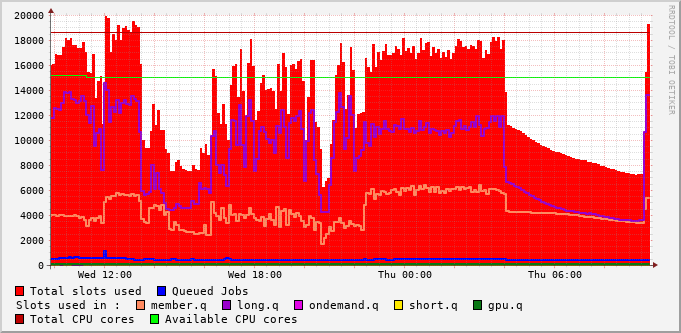 20000
18000
16000
14000
12000
10000
8000
6000
4000
2000
0
Wed 12:00 Wed 18:00 Thu 00:00 Thu 06:00
RRDTOOL / TOBI OETIKER
Total slots used Queued Jobs
Slots used in : member.q long.q ondemand.q short.q gpu.q
Total CPU cores Available CPU cores